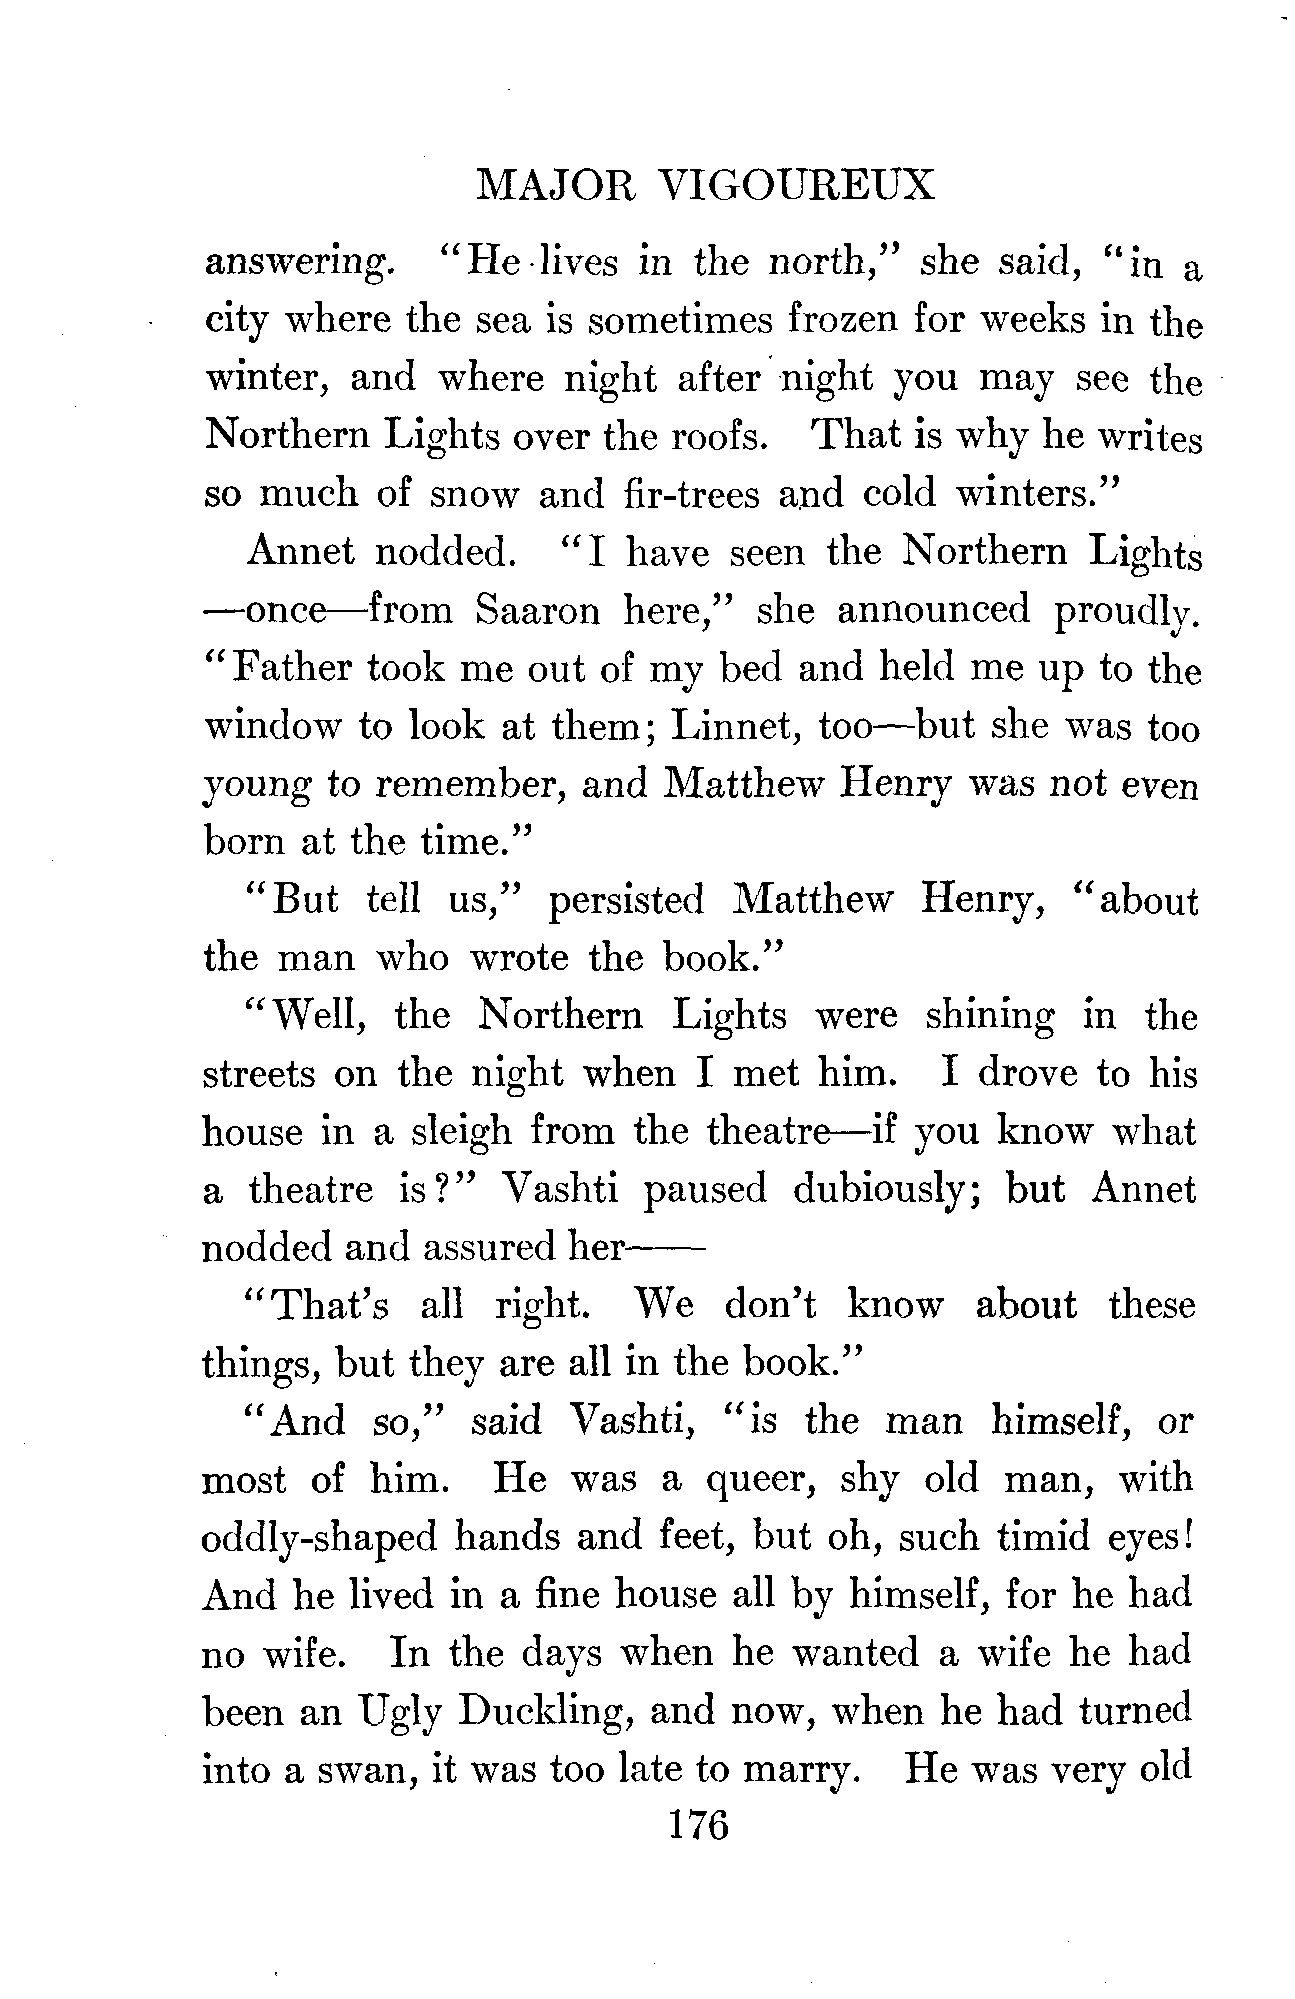 MAJOR VIGOUREUX
answering. "He lives in the north," she said, "in a
city where the sea is sometimes frozen for weeks in the
winter, and where night after night you may see the
Northern Lights over the roofs. That is why he writes
so much of snow and fir-trees and cold winters."
Annet nodded. "I have seen the Northern Lights
—once—from Saaron here," she announced proudly.
"Father took me out of my bed and held me up to the
window to look at them; Linnet, too—but she was too
young to remember, and Matthew Henry was not even
born at the time."
"But tell us," persisted Matthew Henry, "about
the man who wrote the book."
"Well, the Northern Lights were shining in the
streets on the night when I met him. I drove to his
house in a sleigh from the theatre—if you know what
a theatre is?" Vashti paused dubiously; but Annet
nodded and assured her——
"That's all right. We don't know about these
things, but they are all in the book."
"And so," said Vashti, "is the man himself, or
most of him. He was a queer, shy old man, with
oddly-shaped hands and feet, but oh, such timid eyes!
And he lived in a fine house all by himself, for he had
no wife. In the days when he wanted a wife he had
been an Ugly Duckling, and now, when he had turned
into a swan, it was too late to marry. He was very old
176